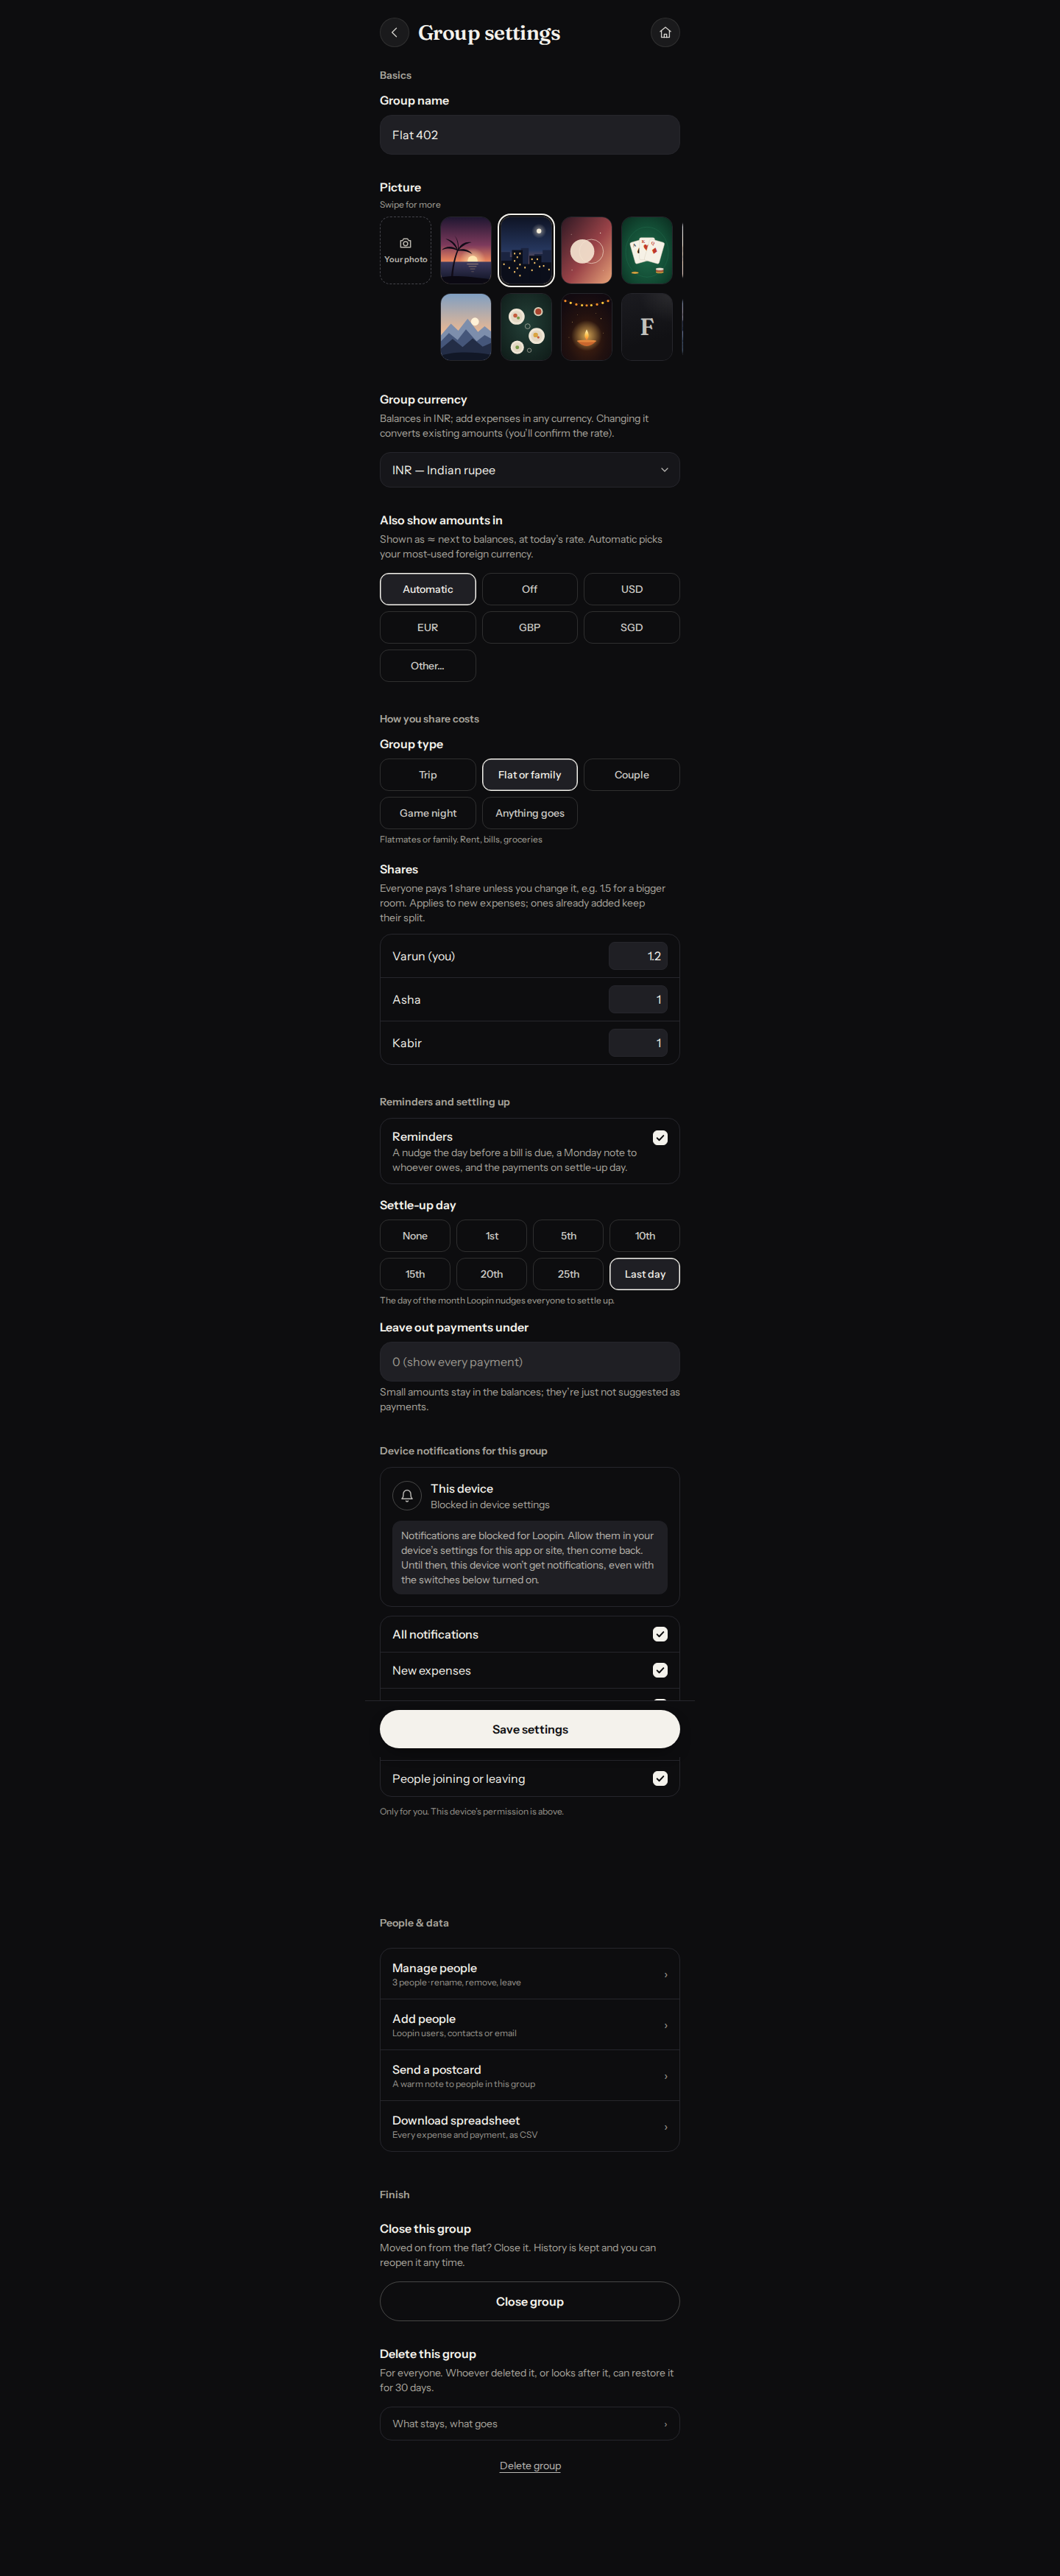 Group settings
Basics
Group name
Flat 402
Picture
Swipe for more
Your photo
F
Group currency
Balances in INR; add expenses in any currency. Changing it
converts existing amounts (you'll confirm the rate).
INR — Indian rupee
Also show amounts in
Shown as ≈ next to balances, at today's rate. Automatic picks
your most-used foreign currency.
Automatic
Off
USD
EUR
GBP
SGD
Other…
How you share costs
Group type
Trip
Flat or family
Couple
Game night
Anything goes
Flatmates or family. Rent, bills, groceries
Shares
Everyone pays 1 share unless you change it, e.g. 1.5 for a bigger
room. Applies to new expenses; ones already added keep
their split.
Varun (you)
1.2
Asha
1
Kabir
1
Reminders and settling up
Reminders
A nudge the day before a bill is due, a Monday note to
whoever owes, and the payments on settle-up day.
Settle-up day
None
1st
5th
10th
15th
20th
25th
Last day
The day of the month Loopin nudges everyone to settle up.
Leave out payments under
0 (show every payment)
Small amounts stay in the balances; they're just not suggested as
payments.
Device notifications for this group
This device
Blocked in device settings
Notifications are blocked for Loopin. Allow them in your
device's settings for this app or site, then come back.
Until then, this device won't get notifications, even with
the switches below turned on.
All notifications
New expenses
Save settings
People joining or leaving
Only for you. This device's permission is above.
People & data
Manage people
3 people · rename, remove, leave
Add people
Loopin users, contacts or email
Send a postcard
A warm note to people in this group
Download spreadsheet
Every expense and payment, as CSV
Finish
Close this group
Moved on from the flat? Close it. History is kept and you can
reopen it any time.
Close group
Delete this group
For everyone. Whoever deleted it, or looks after it, can restore it
for 30 days.
What stays, what goes
Delete group